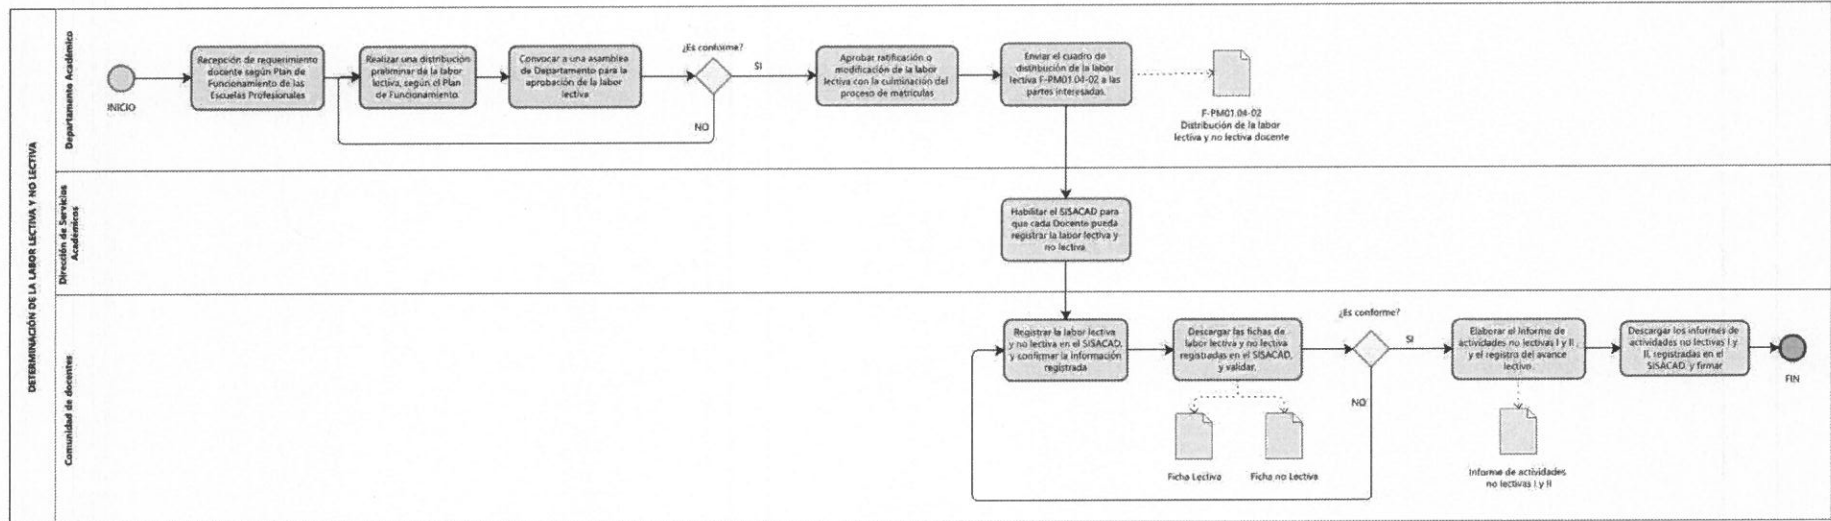 DETERMINACIÓN DE LA LABOR LECTIVA Y NO LECTIVA
Departamento Académico
INICIO
Recepción de requerimiento
docente según Plan de
Funcionamiento de las
Escuelas Profesionales
Realizar una distribución
preliminar de la labor
lectiva, según el Plan
de Funcionamiento.
Convocar a una asamblea
de Departamento para la
aprobación de la labor
lectiva
¿Es conforme?
SI
NO
Aprobar ratificación o
modificación de la labor
lectiva con la culminación del
proceso de matrículas
Enviar el cuadro de
distribución de la labor
lectiva F-PM01.04-02 a las
partes interesadas.
F-PM01.04-02
Distribución de la labor
lectiva y no lectiva docente
Dirección de Servicios
Académicos
Habilitar el SISACAD para
que cada Docente pueda
registrar la labor lectiva y
no lectiva.
Comunidad de docentes
Registrar la labor lectiva
y no lectiva en el SISACAD,
y confirmar la información
registrada
Descargar las fichas de
labor lectiva y no lectiva
registradas en el SISACAD,
y validar.
Ficha Lectiva
Ficha no Lectiva
¿Es conforme?
SI
NO
Elaborar el Informe de
actividades no lectivas I y II ,
y el registro del avance
lectivo.
Informe de actividades
no lectivas I y II
Descargar los informes de
actividades no lectivas I y
II, registradas en el
SISACAD, y firmar
FIN